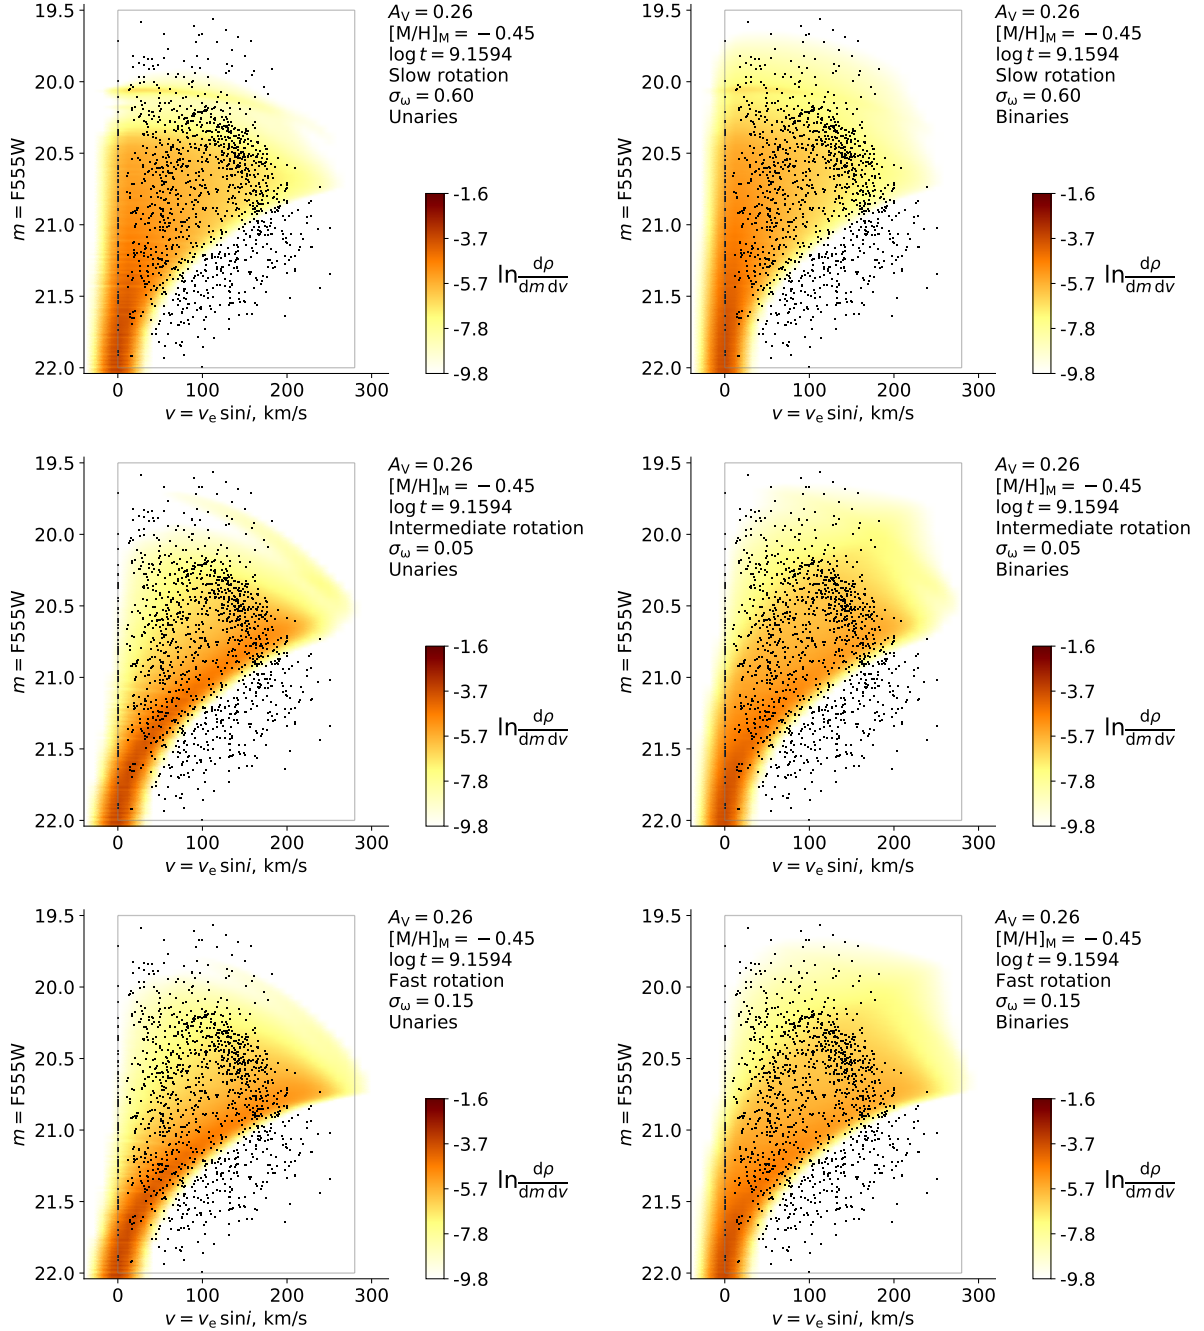 19.5
20.0
20.5
21.0
21.5
22.0
m = F555W
0
100
200
300
v = v_e sin i, km/s
A_V = 0.26
[M/H]_M = −0.45
log t = 9.1594
Slow rotation
σ_ω = 0.60
Unaries
-1.6
-3.7
-5.7
-7.8
-9.8
ln dρ/dm dv
19.5
20.0
20.5
21.0
21.5
22.0
m = F555W
0
100
200
300
v = v_e sin i, km/s
A_V = 0.26
[M/H]_M = −0.45
log t = 9.1594
Slow rotation
σ_ω = 0.60
Binaries
-1.6
-3.7
-5.7
-7.8
-9.8
ln dρ/dm dv
19.5
20.0
20.5
21.0
21.5
22.0
m = F555W
0
100
200
300
v = v_e sin i, km/s
A_V = 0.26
[M/H]_M = −0.45
log t = 9.1594
Intermediate rotation
σ_ω = 0.05
Unaries
-1.6
-3.7
-5.7
-7.8
-9.8
ln dρ/dm dv
19.5
20.0
20.5
21.0
21.5
22.0
m = F555W
0
100
200
300
v = v_e sin i, km/s
A_V = 0.26
[M/H]_M = −0.45
log t = 9.1594
Intermediate rotation
σ_ω = 0.05
Binaries
-1.6
-3.7
-5.7
-7.8
-9.8
ln dρ/dm dv
19.5
20.0
20.5
21.0
21.5
22.0
m = F555W
0
100
200
300
v = v_e sin i, km/s
A_V = 0.26
[M/H]_M = −0.45
log t = 9.1594
Fast rotation
σ_ω = 0.15
Unaries
-1.6
-3.7
-5.7
-7.8
-9.8
ln dρ/dm dv
19.5
20.0
20.5
21.0
21.5
22.0
m = F555W
0
100
200
300
v = v_e sin i, km/s
A_V = 0.26
[M/H]_M = −0.45
log t = 9.1594
Fast rotation
σ_ω = 0.15
Binaries
-1.6
-3.7
-5.7
-7.8
-9.8
ln dρ/dm dv